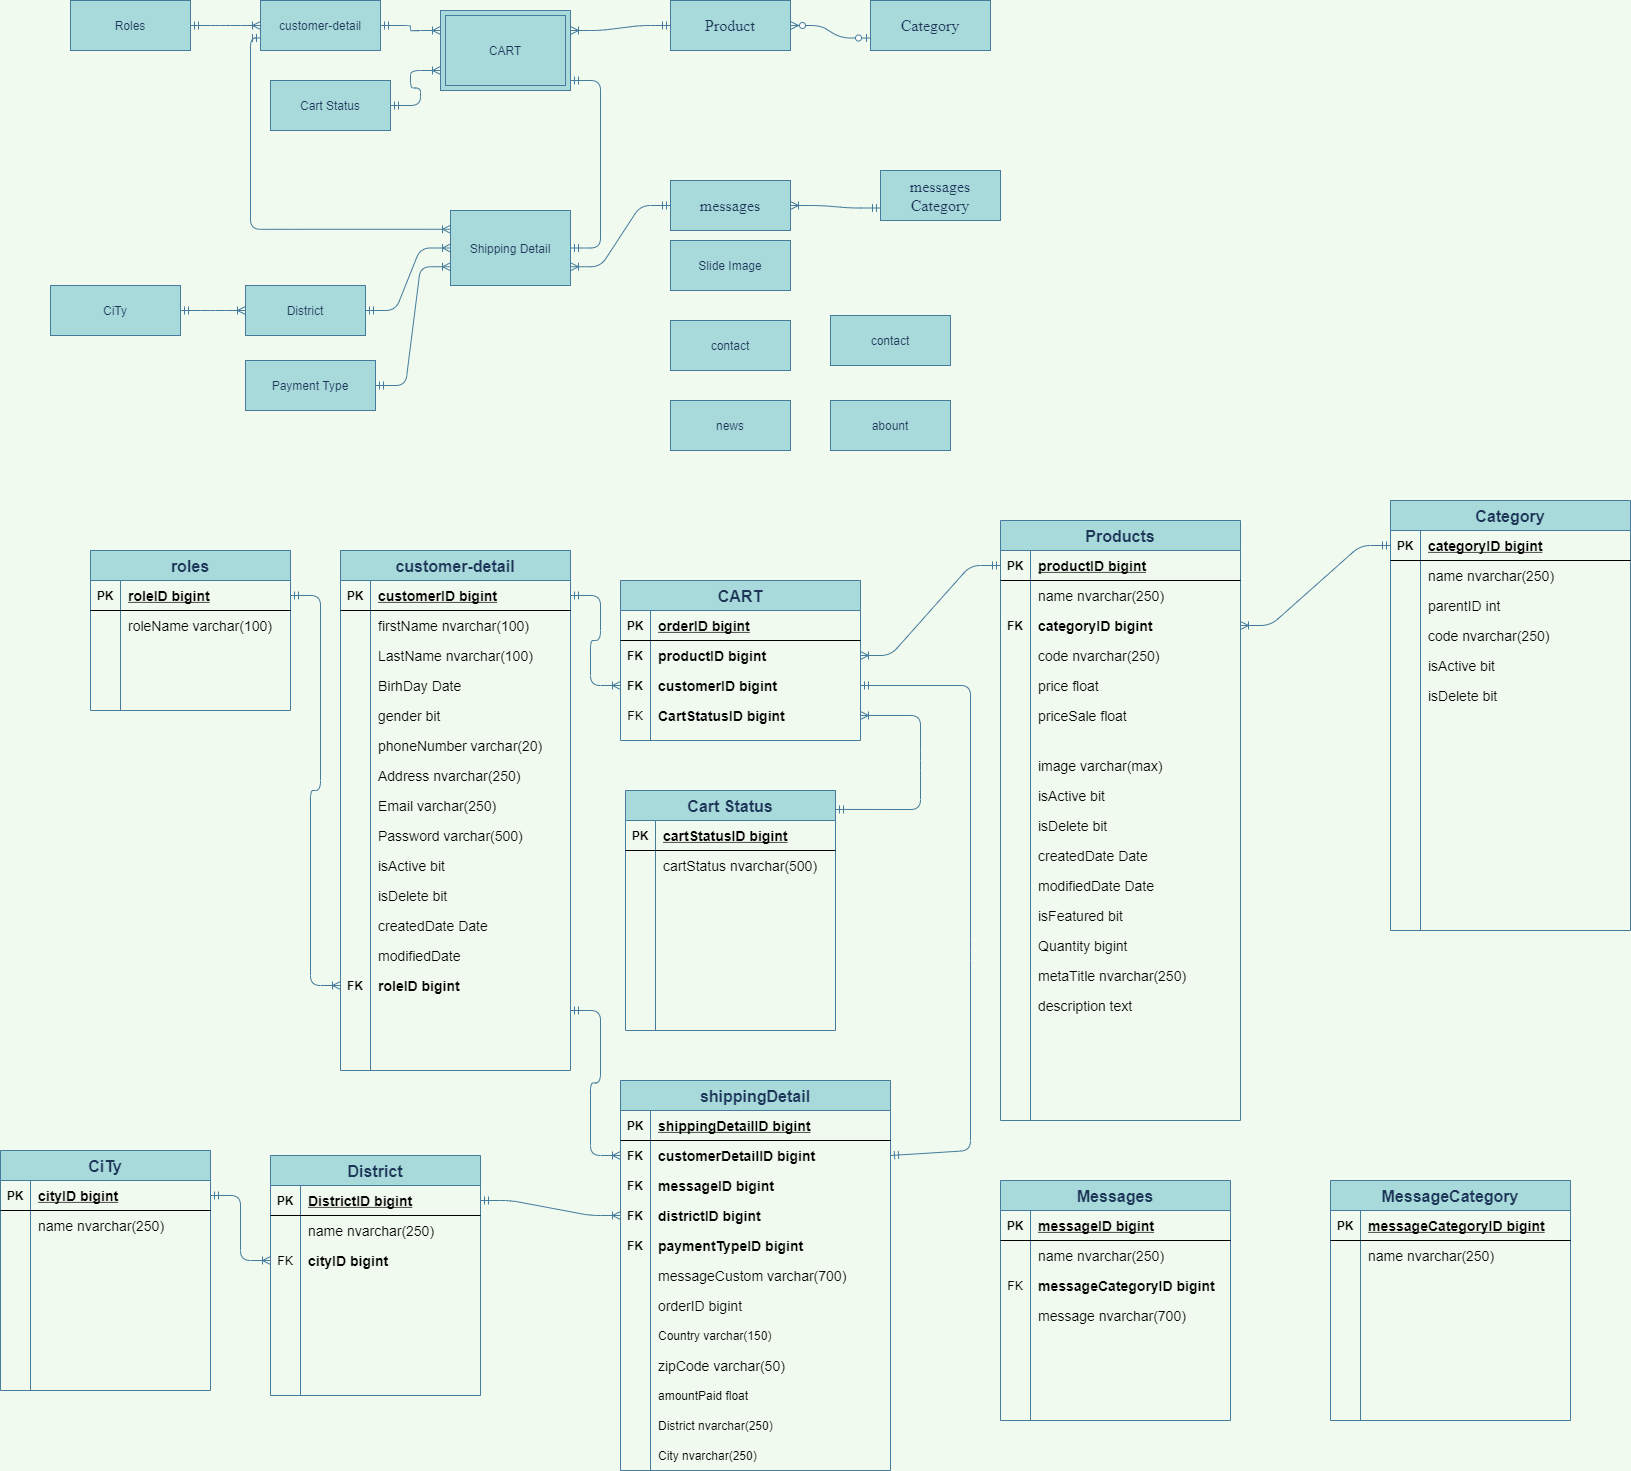 Roles
customer-detail
CART
Product
Category
Cart Status
messages
messages
Category
Shipping Detail
Slide Image
CiTy
District
contact
contact
Payment Type
news
abount
roles
PK roleID bigint
roleName varchar(100)
customer-detail
PK customerID bigint
firstName nvarchar(100)
LastName nvarchar(100)
BirhDay Date
gender bit
phoneNumber varchar(20)
Address nvarchar(250)
Email varchar(250)
Password varchar(500)
isActive bit
isDelete bit
createdDate Date
modifiedDate
FK roleID bigint
CART
PK orderID bigint
FK productID bigint
FK customerID bigint
FK CartStatusID bigint
Cart Status
PK cartStatusID bigint
cartStatus nvarchar(500)
Products
PK productID bigint
name nvarchar(250)
FK categoryID bigint
code nvarchar(250)
price float
priceSale float
image varchar(max)
isActive bit
isDelete bit
createdDate Date
modifiedDate Date
isFeatured bit
Quantity bigint
metaTitle nvarchar(250)
description text
Category
PK categoryID bigint
name nvarchar(250)
parentID int
code nvarchar(250)
isActive bit
isDelete bit
CiTy
PK cityID bigint
name nvarchar(250)
District
PK DistrictID bigint
name nvarchar(250)
FK cityID bigint
shippingDetail
PK shippingDetailID bigint
FK customerDetailID bigint
FK messageID bigint
FK districtID bigint
FK paymentTypeID bigint
messageCustom varchar(700)
orderID bigint
Country varchar(150)
zipCode varchar(50)
amountPaid float
District nvarchar(250)
City nvarchar(250)
Messages
PK messageID bigint
name nvarchar(250)
FK messageCategoryID bigint
message nvarchar(700)
MessageCategory
PK messageCategoryID bigint
name nvarchar(250)